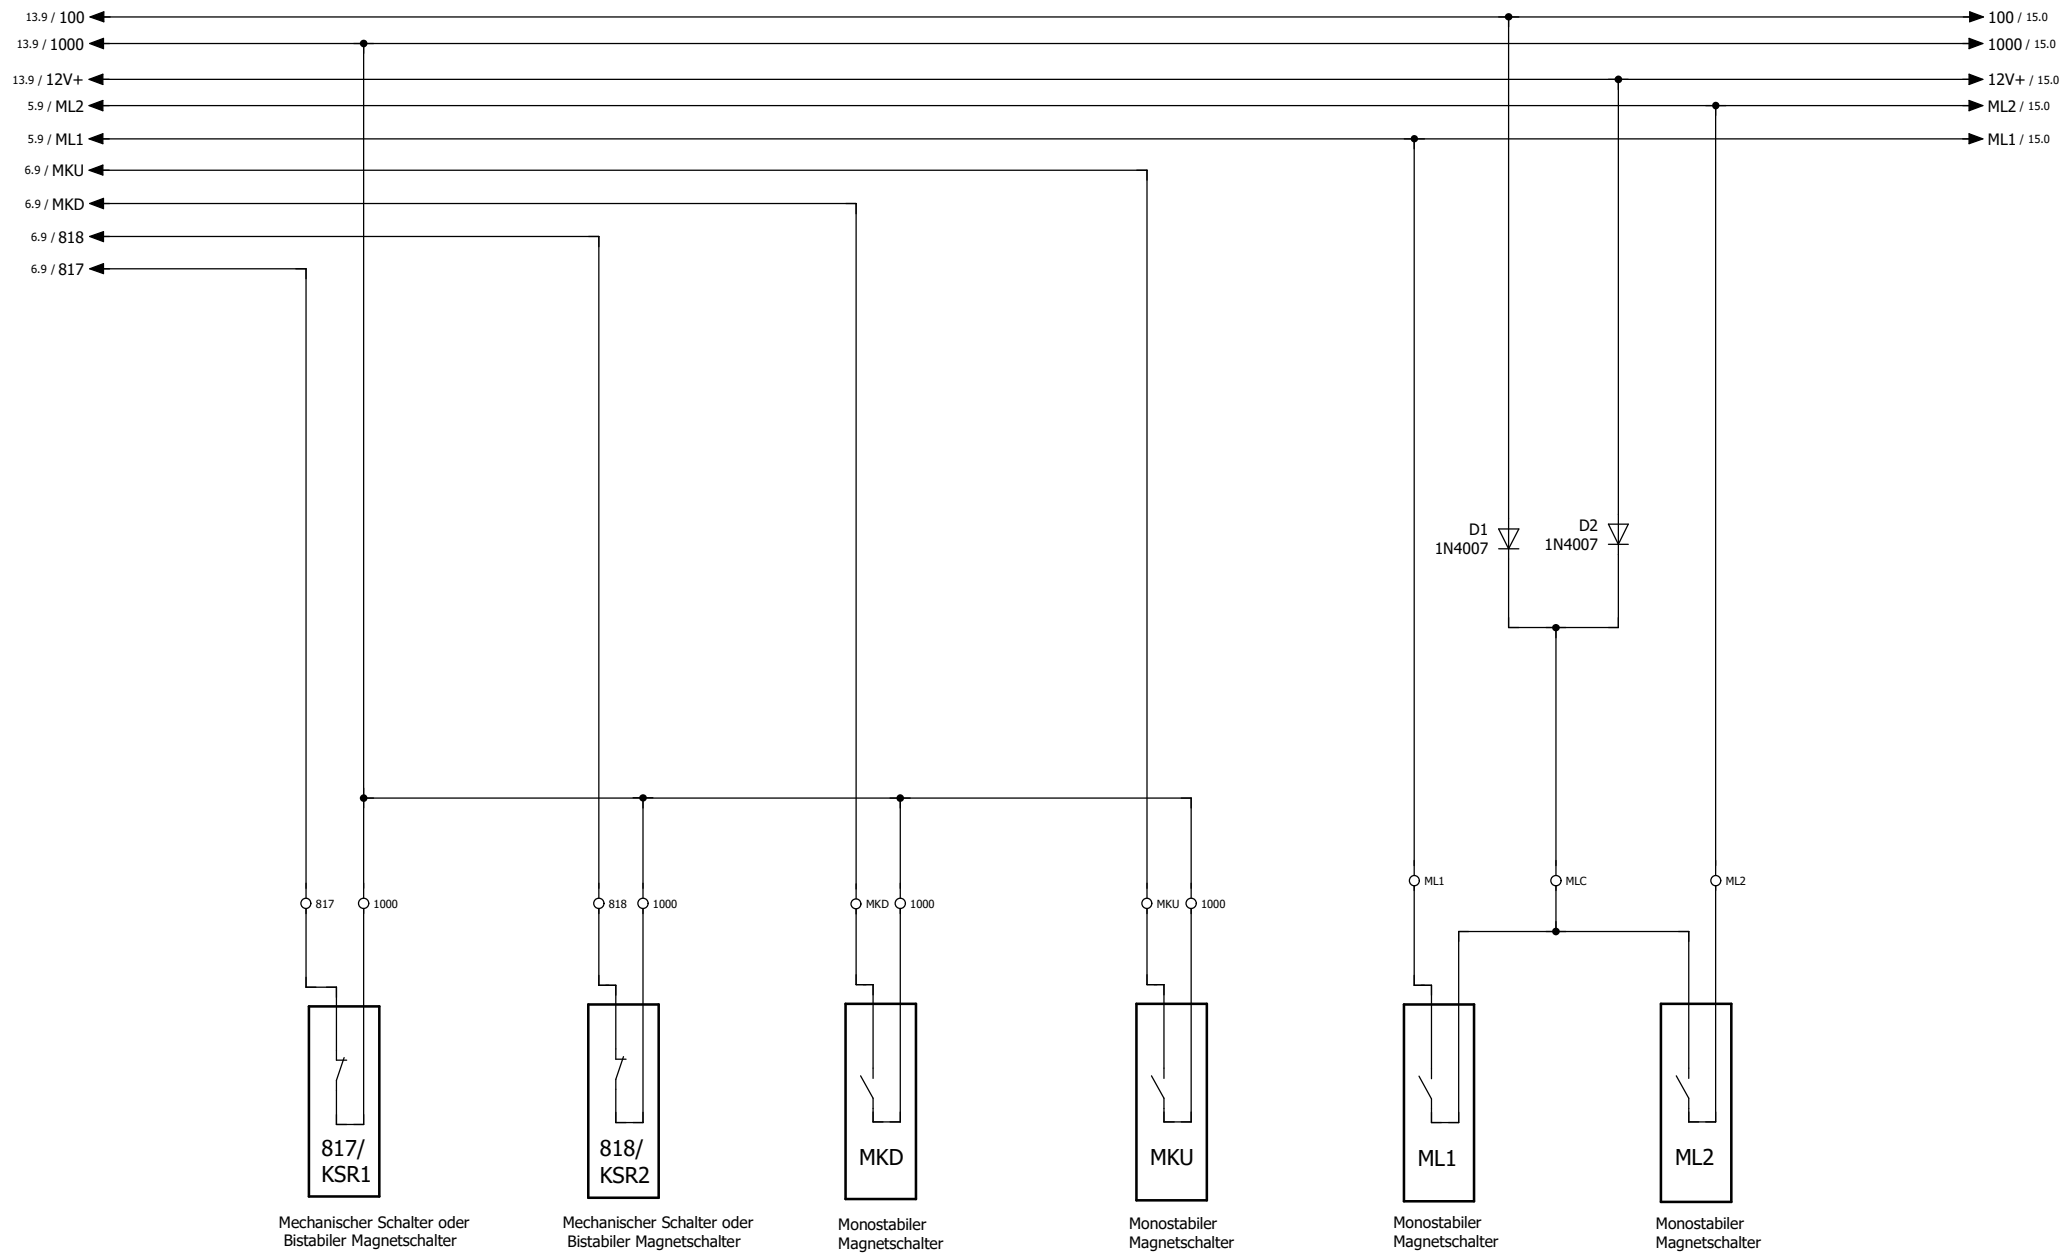 13.9 / 100
100 / 15.0
13.9 / 1000
1000 / 15.0
13.9 / 12V+
12V+ / 15.0
5.9 / ML2
ML2 / 15.0
5.9 / ML1
ML1 / 15.0
6.9 / MKU
6.9 / MKD
6.9 / 818
6.9 / 817
D1
1N4007
D2
1N4007
ML1
MLC
ML2
817
1000
818
1000
MKD
1000
MKU
1000
817/
KSR1
818/
KSR2
MKD
MKU
ML1
ML2
Mechanischer Schalter oder
Bistabiler Magnetschalter
Mechanischer Schalter oder
Bistabiler Magnetschalter
Monostabiler
Magnetschalter
Monostabiler
Magnetschalter
Monostabiler
Magnetschalter
Monostabiler
Magnetschalter